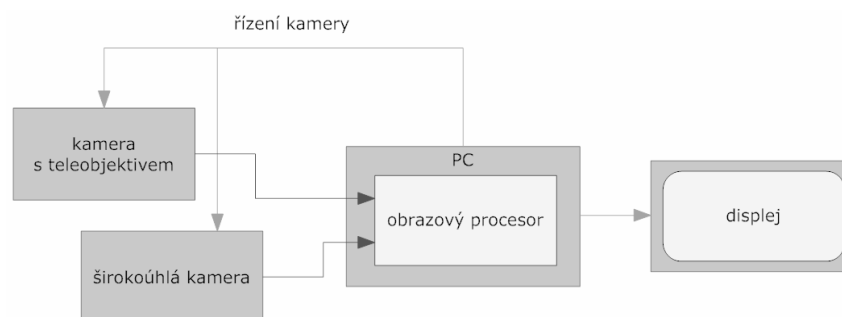 řízení kamery
kamera
s teleobjektivem
PC
obrazový procesor
displej
širokoúhlá kamera